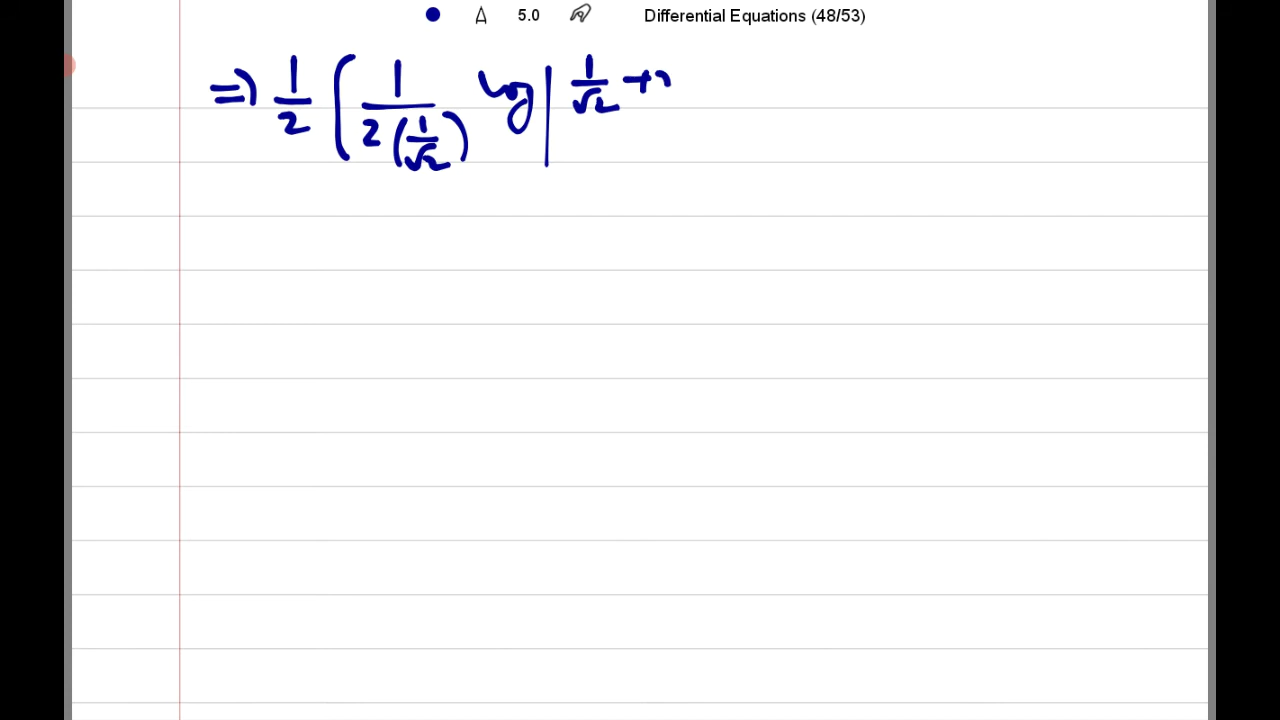 5.0 Differential Equations (48/53)
⇒ 1/2 [ 1/(2(1/√2)) log | 1/√2 +